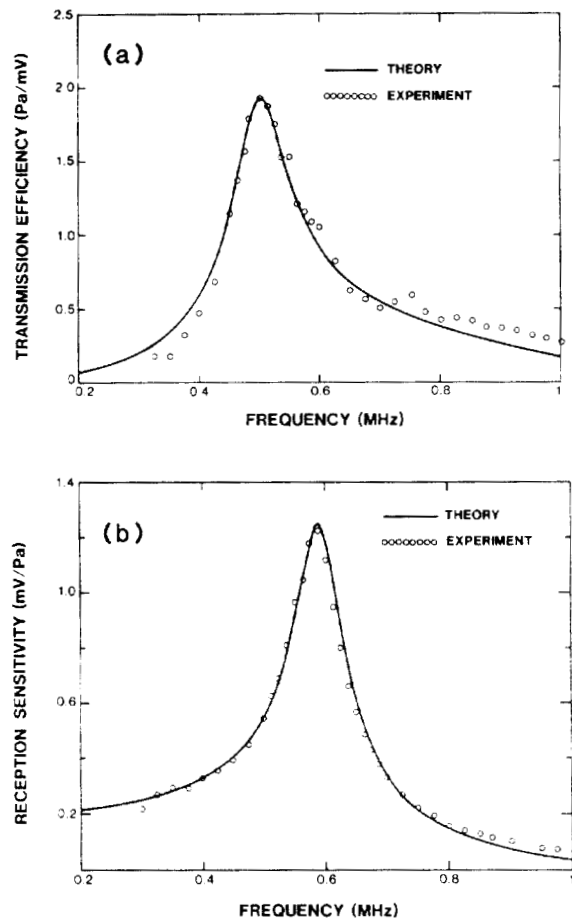 (a)
TRANSMISSION EFFICIENCY (Pa/mV)
2.5
2.0
1.5
1.0
0.5
0
THEORY
EXPERIMENT
0.2
0.4
0.6
0.8
1
FREQUENCY (MHz)
(b)
RECEPTION SENSITIVITY (mV/Pa)
1.4
1.0
0.6
0.2
THEORY
EXPERIMENT
0.2
0.4
0.6
0.8
1
FREQUENCY (MHz)